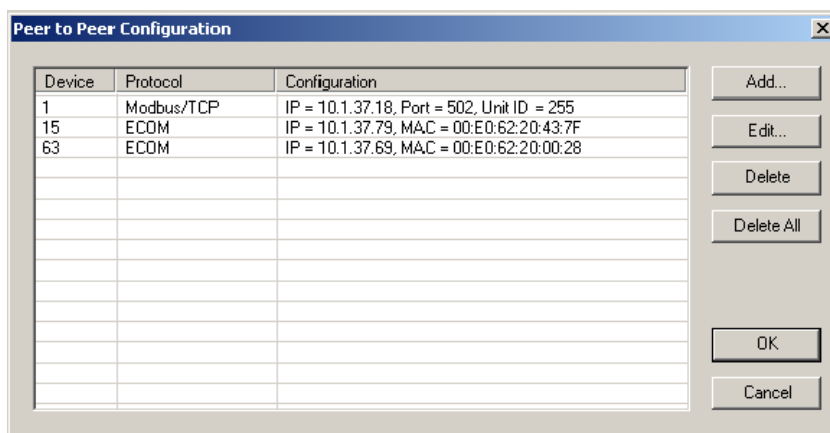 Peer to Peer Configuration
Device Protocol Configuration
1 Modbus/TCP IP = 10.1.37.18, Port = 502, Unit ID = 255
15 ECOM IP = 10.1.37.79, MAC = 00:E0:62:20:43:7F
63 ECOM IP = 10.1.37.69, MAC = 00:E0:62:20:00:28
Add...
Edit...
Delete
Delete All
OK
Cancel